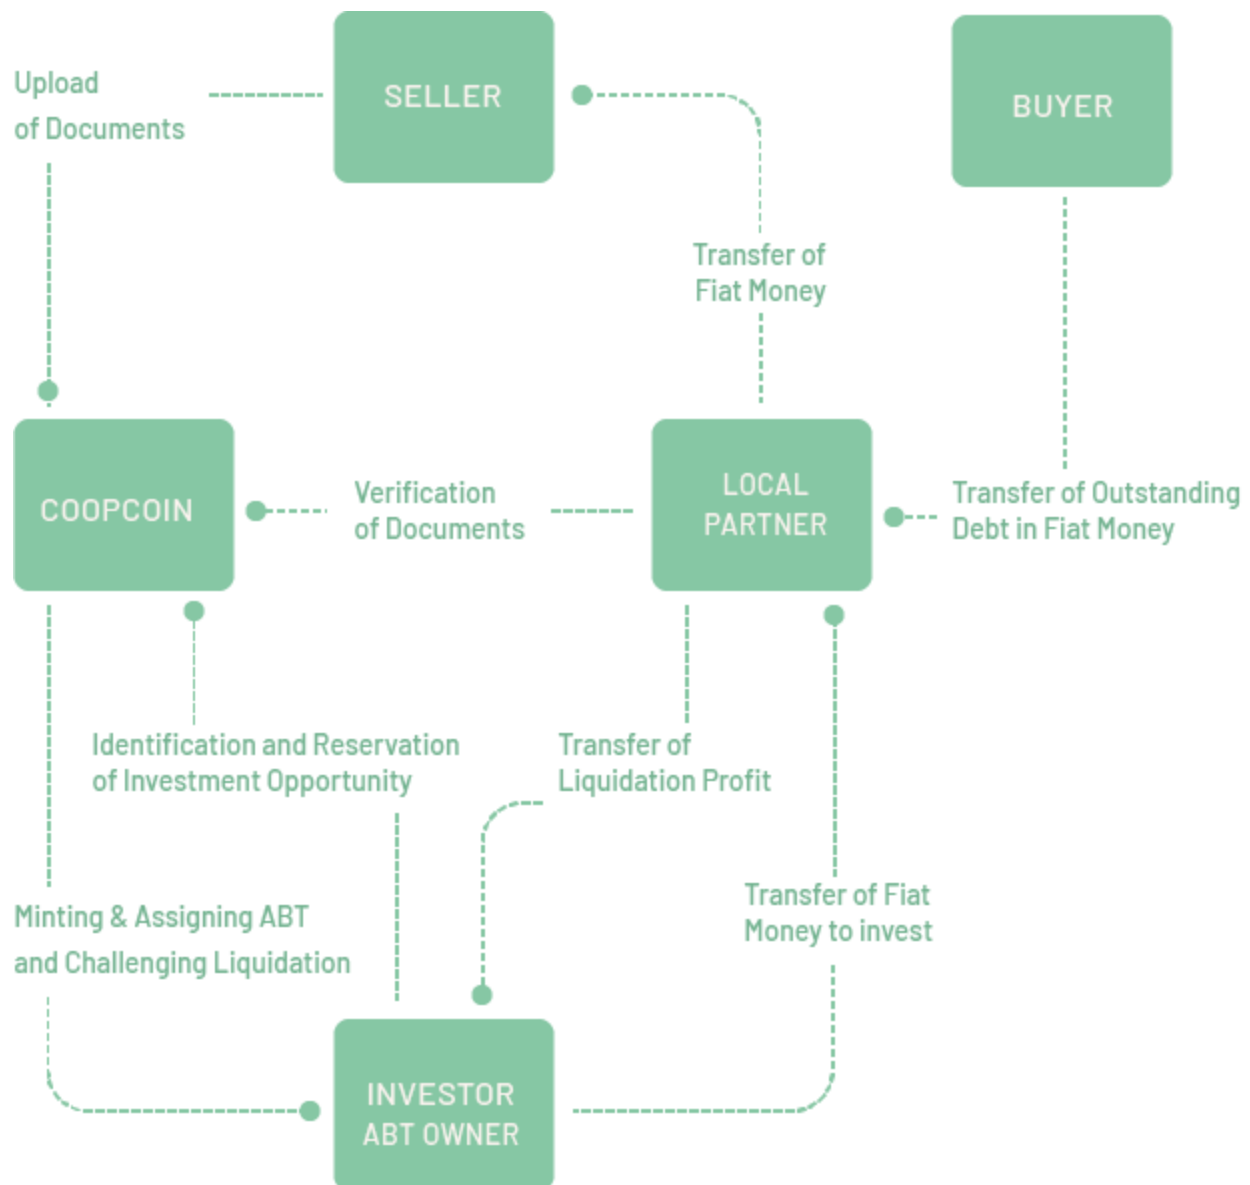 Upload
of Documents
SELLER
BUYER
Transfer of
Fiat Money
COOPCOIN
Verification
of Documents
LOCAL
PARTNER
Transfer of Outstanding
Debt in Fiat Money
Identification and Reservation
of Investment Opportunity
Transfer of
Liquidation Profit
Minting & Assigning ABT
and Challenging Liquidation
Transfer of Fiat
Money to invest
INVESTOR
ABT OWNER